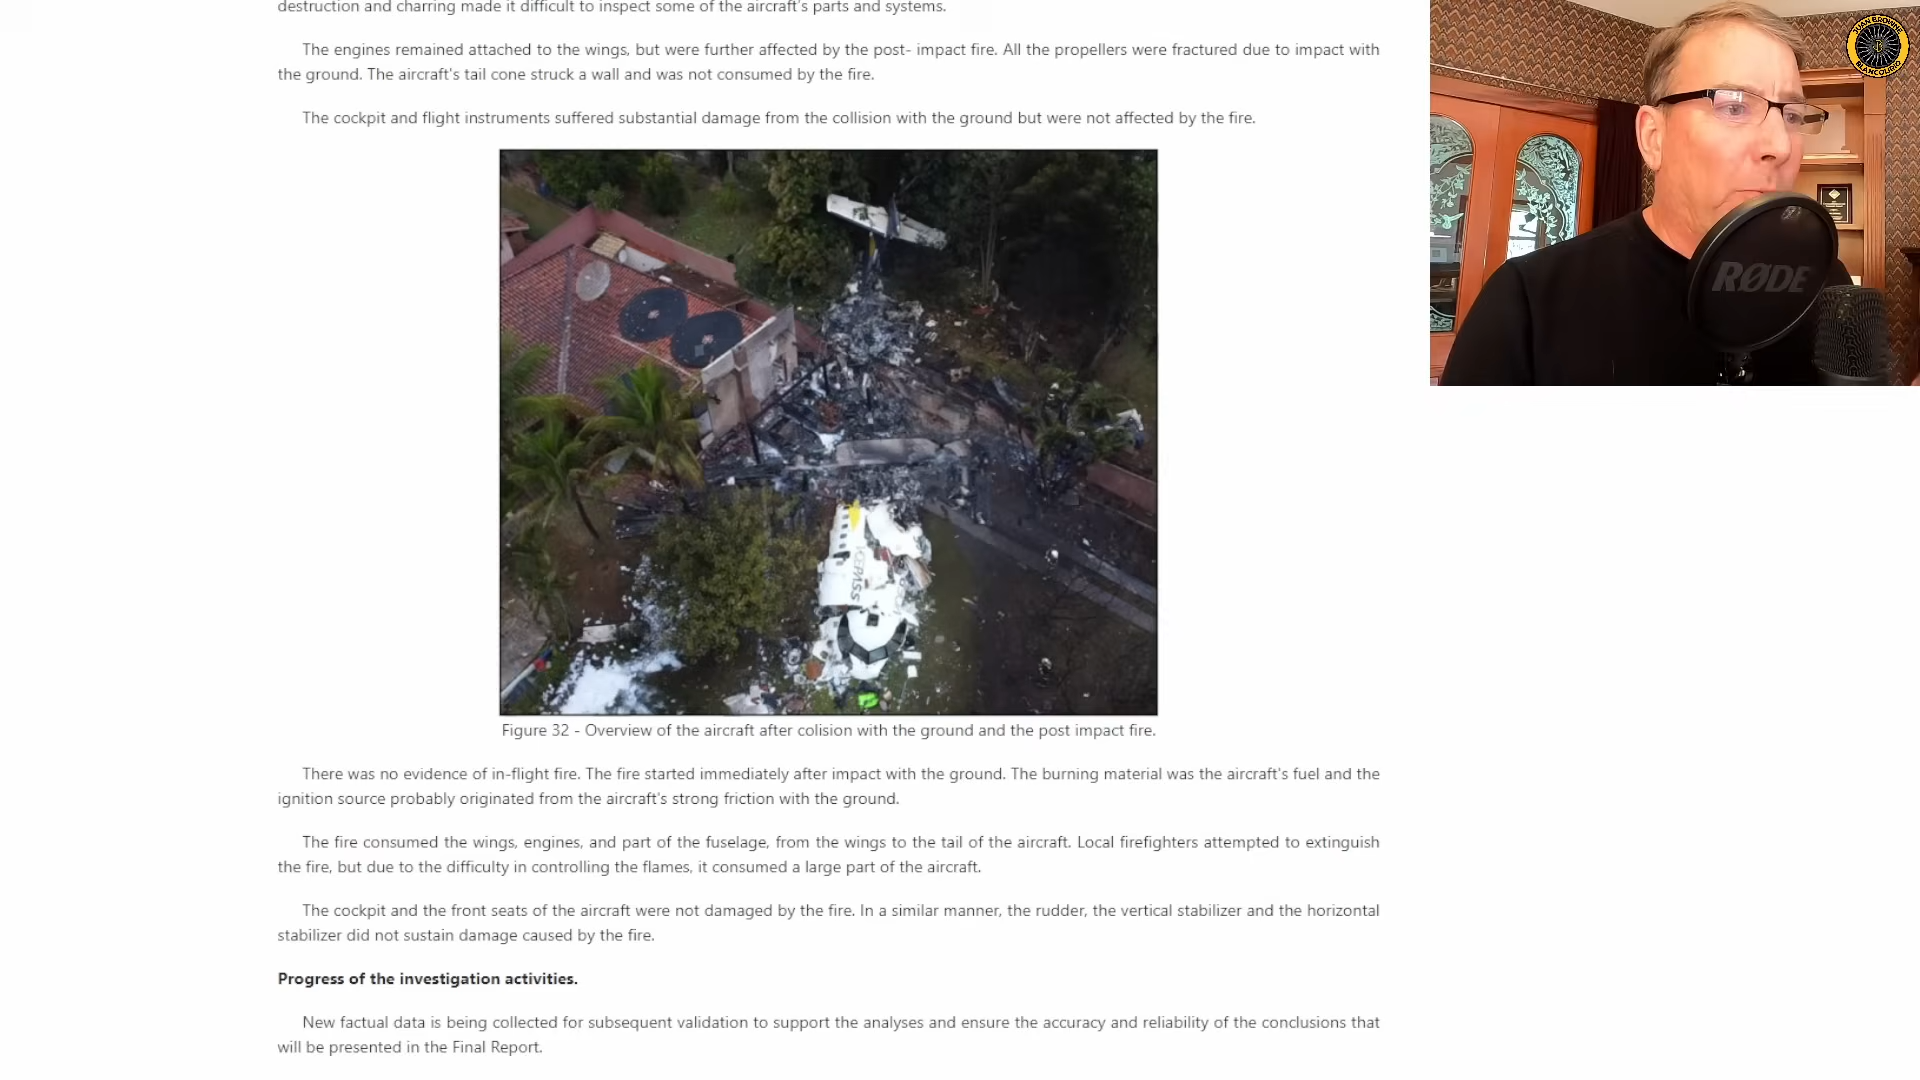 destruction and charring made it difficult to inspect some of the aircraft's parts and systems.
The engines remained attached to the wings, but were further affected by the post- impact fire. All the propellers were fractured due to impact with
the ground. The aircraft's tail cone struck a wall and was not consumed by the fire.
The cockpit and flight instruments suffered substantial damage from the collision with the ground but were not affected by the fire.
JUAN BROWNE
BLANCOLIRIO
RØDE
Figure 32 - Overview of the aircraft after colision with the ground and the post impact fire.
There was no evidence of in-flight fire. The fire started immediately after impact with the ground. The burning material was the aircraft's fuel and the
ignition source probably originated from the aircraft's strong friction with the ground.
The fire consumed the wings, engines, and part of the fuselage, from the wings to the tail of the aircraft. Local firefighters attempted to extinguish
the fire, but due to the difficulty in controlling the flames, it consumed a large part of the aircraft.
The cockpit and the front seats of the aircraft were not damaged by the fire. In a similar manner, the rudder, the vertical stabilizer and the horizontal
stabilizer did not sustain damage caused by the fire.
Progress of the investigation activities.
New factual data is being collected for subsequent validation to support the analyses and ensure the accuracy and reliability of the conclusions that
will be presented in the Final Report.